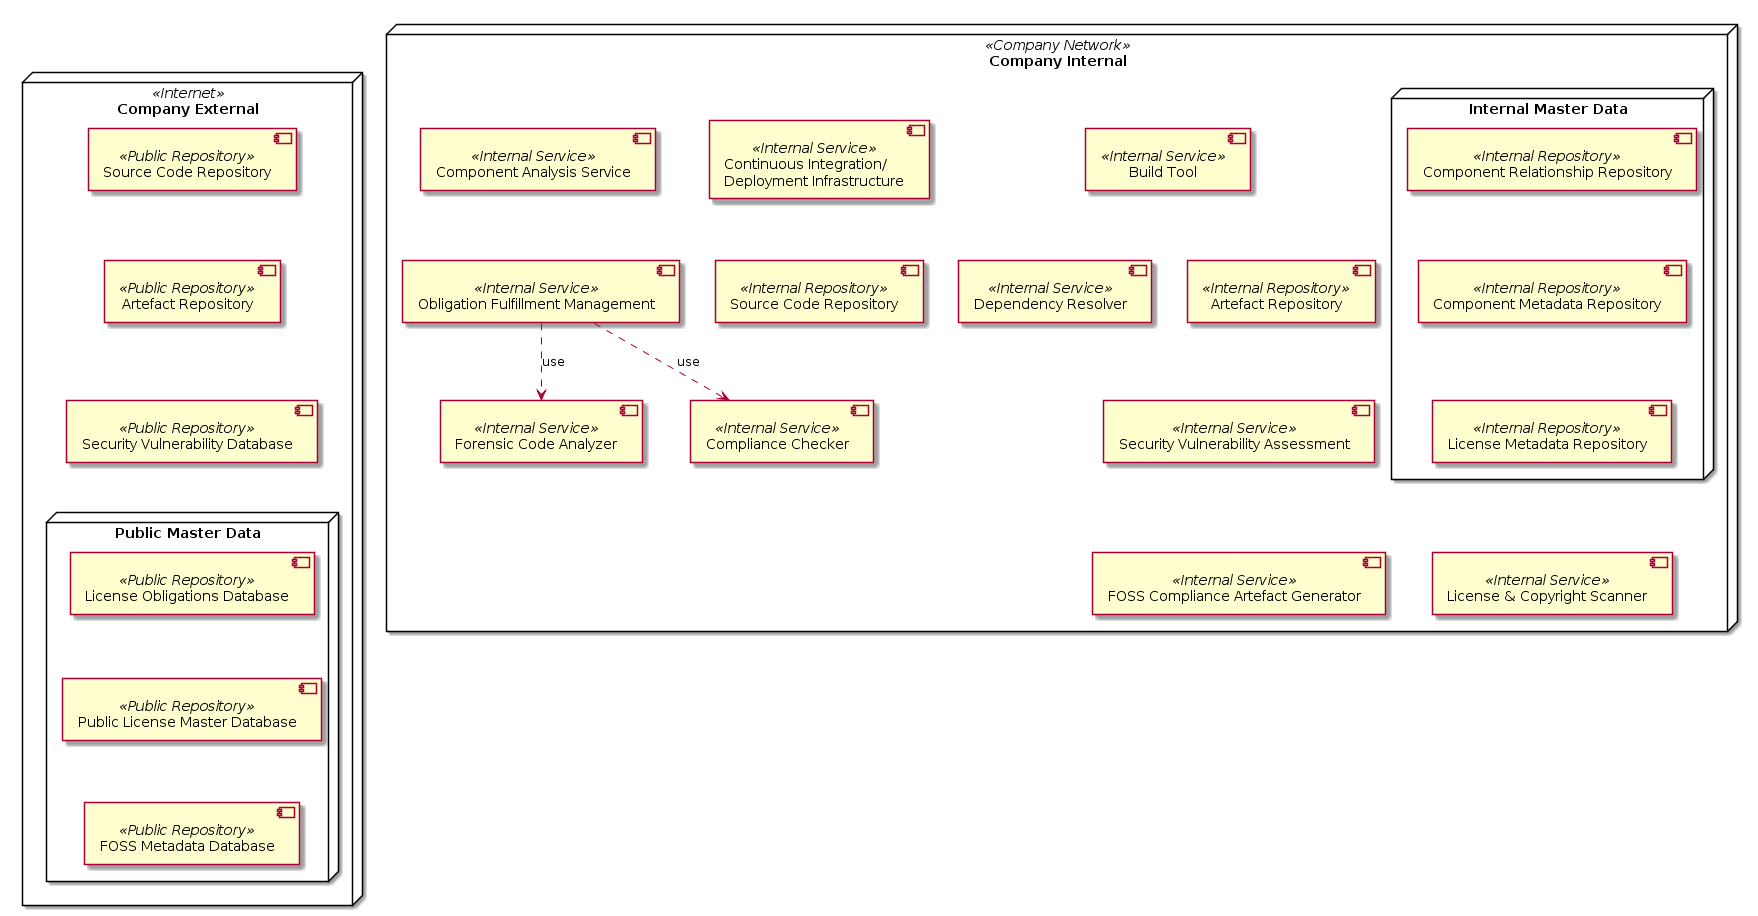 «Internet»
Company External
«Public Repository»
Source Code Repository
«Public Repository»
Artefact Repository
«Public Repository»
Security Vulnerability Database
Public Master Data
«Public Repository»
License Obligations Database
«Public Repository»
Public License Master Database
«Public Repository»
FOSS Metadata Database
«Company Network»
Company Internal
«Internal Service»
Component Analysis Service
«Internal Service»
Continuous Integration/
Deployment Infrastructure
«Internal Service»
Build Tool
«Internal Service»
Obligation Fulfillment Management
«Internal Repository»
Source Code Repository
«Internal Service»
Dependency Resolver
«Internal Repository»
Artefact Repository
use
use
«Internal Service»
Forensic Code Analyzer
«Internal Service»
Compliance Checker
«Internal Service»
Security Vulnerability Assessment
Internal Master Data
«Internal Repository»
Component Relationship Repository
«Internal Repository»
Component Metadata Repository
«Internal Repository»
License Metadata Repository
«Internal Service»
FOSS Compliance Artefact Generator
«Internal Service»
License & Copyright Scanner